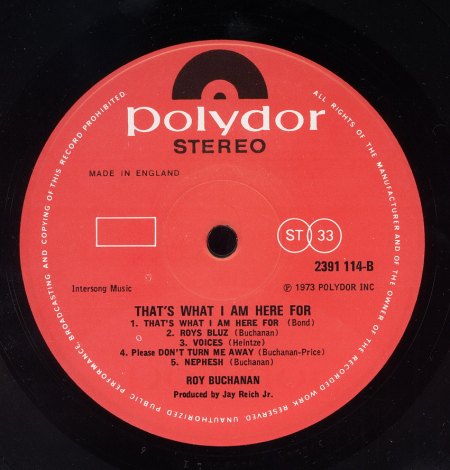 polydor
STEREO
MADE IN ENGLAND
ST 33
2391 114-B
Intersong Music
℗ 1973 POLYDOR INC
THAT'S WHAT I AM HERE FOR
1. THAT'S WHAT I AM HERE FOR (Bond)
2. ROYS BLUZ (Buchanan)
3. VOICES (Heintze)
4. Please DON'T TURN ME AWAY (Buchanan-Price)
5. NEPHESH (Buchanan)
ROY BUCHANAN
Produced by Jay Reich Jr.
ALL RIGHTS OF THE MANUFACTURER AND OF THE OWNER OF THE RECORDED WORK RESERVED UNAUTHORIZED PUBLIC PERFORMANCE BROADCASTING AND COPYING OF THIS RECORD PROHIBITED